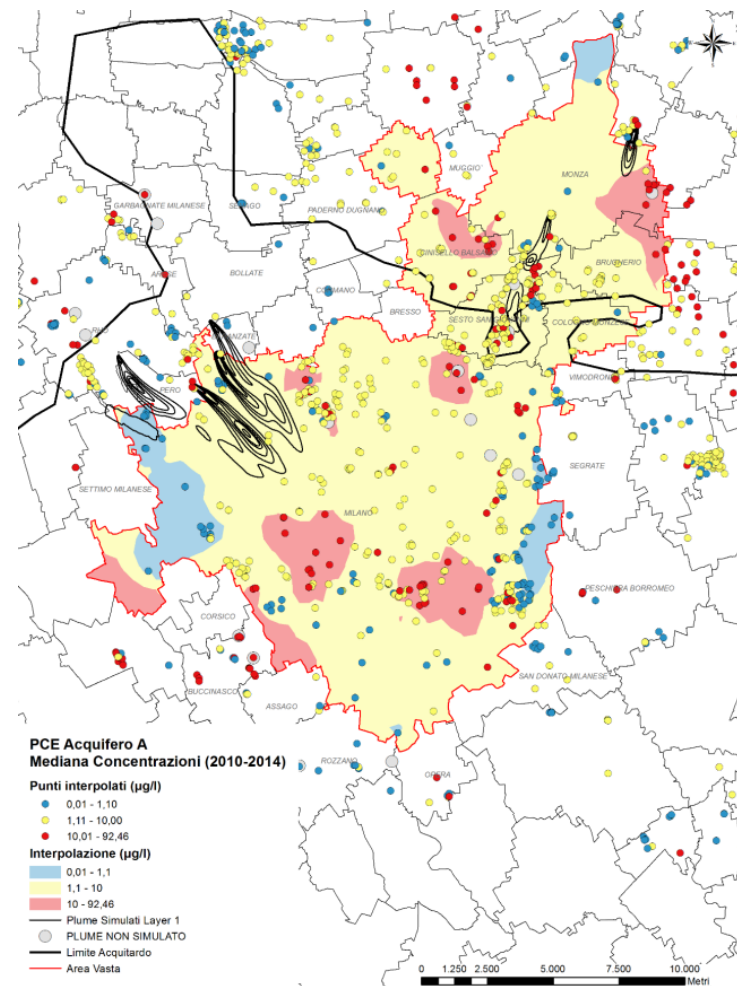 MUGGIO'
MONZA
GARBAGNATE MILANESE
SENAGO
PADERNO DUGNANO
CINISELLO BALSAMO
BRUGHERIO
ARESE
BOLLATE
CORMANO
BRESSO
SESTO SAN GIOVANNI
COLOGNO MONZESE
RHO
PERO
VIMODRONE
SEGRATE
SETTIMO MILANESE
MILANO
PESCHIERA BORROMEO
CORSICO
BUCCINASCO
ASSAGO
SAN DONATO MILANESE
ROZZANO
OPERA
PCE Acquifero A
Mediana Concentrazioni (2010-2014)
Punti interpolati (µg/l)
0,01 - 1,10
1,11 - 10,00
10,01 - 92,46
Interpolazione (µg/l)
0,01 - 1,1
1,1 - 10
10 - 92,46
Plume Simulati Layer 1
PLUME NON SIMULATO
Limite Acquitardo
Area Vasta
0 1.250 2.500 5.000 7.500 10.000
Metri